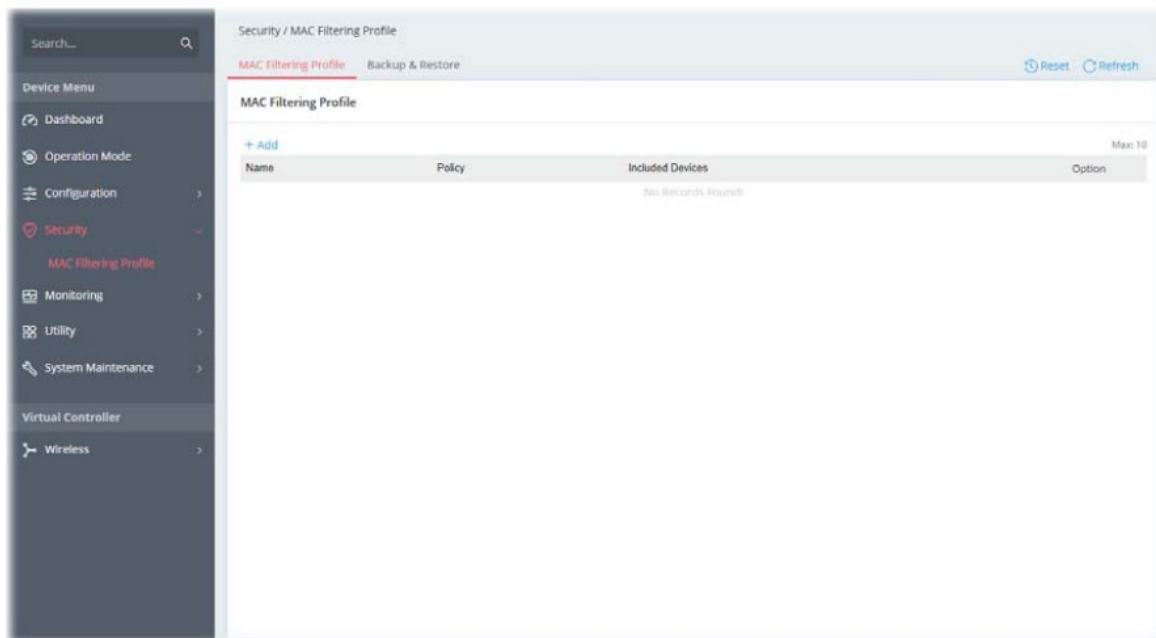 Search...
Device Menu
Dashboard
Operation Mode
Configuration
Security
MAC Filtering Profile
Monitoring
Utility
System Maintenance
Virtual Controller
Wireless
Security / MAC Filtering Profile
MAC Filtering Profile Backup & Restore Reset Refresh
MAC Filtering Profile
+ Add Max: 10
Name Policy Included Devices Option
No Records Found!